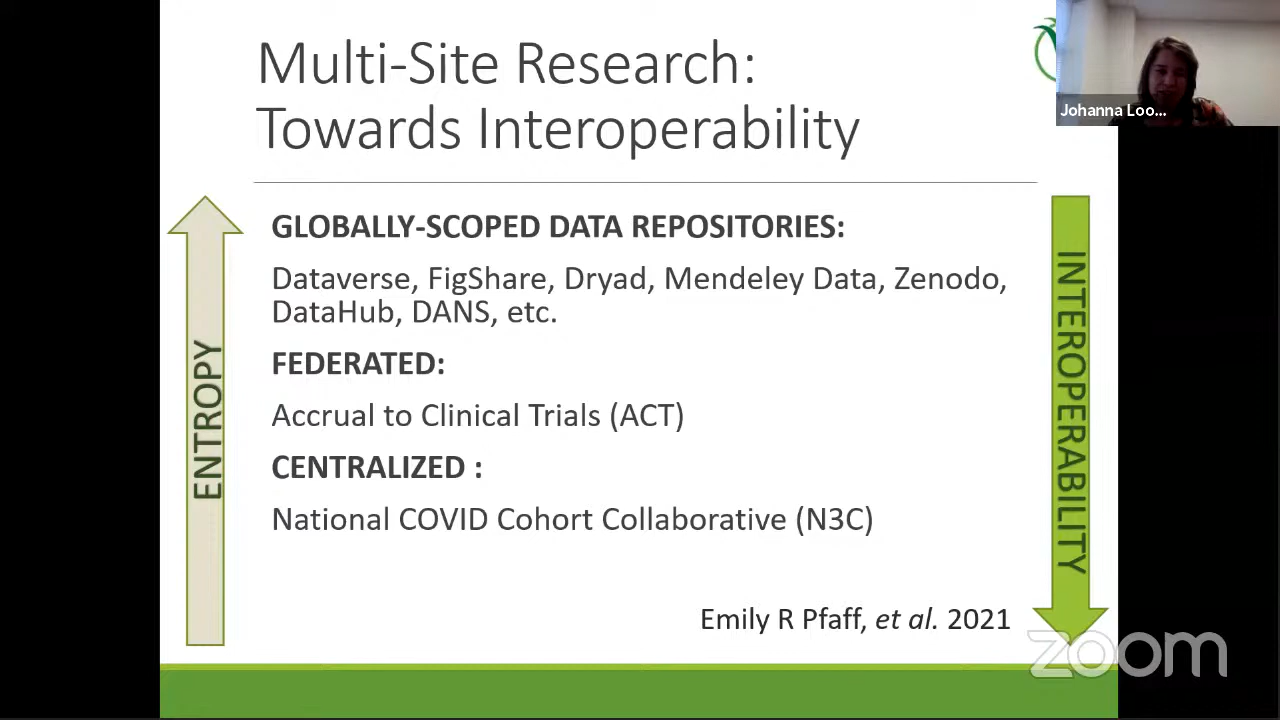 Multi-Site Research:
Towards Interoperability
Johanna Loo...
GLOBALLY-SCOPED DATA REPOSITORIES:
Dataverse, FigShare, Dryad, Mendeley Data, Zenodo,
DataHub, DANS, etc.
FEDERATED:
Accrual to Clinical Trials (ACT)
CENTRALIZED :
National COVID Cohort Collaborative (N3C)
ENTROPY
INTEROPERABILITY
Emily R Pfaff, et al. 2021
zoom